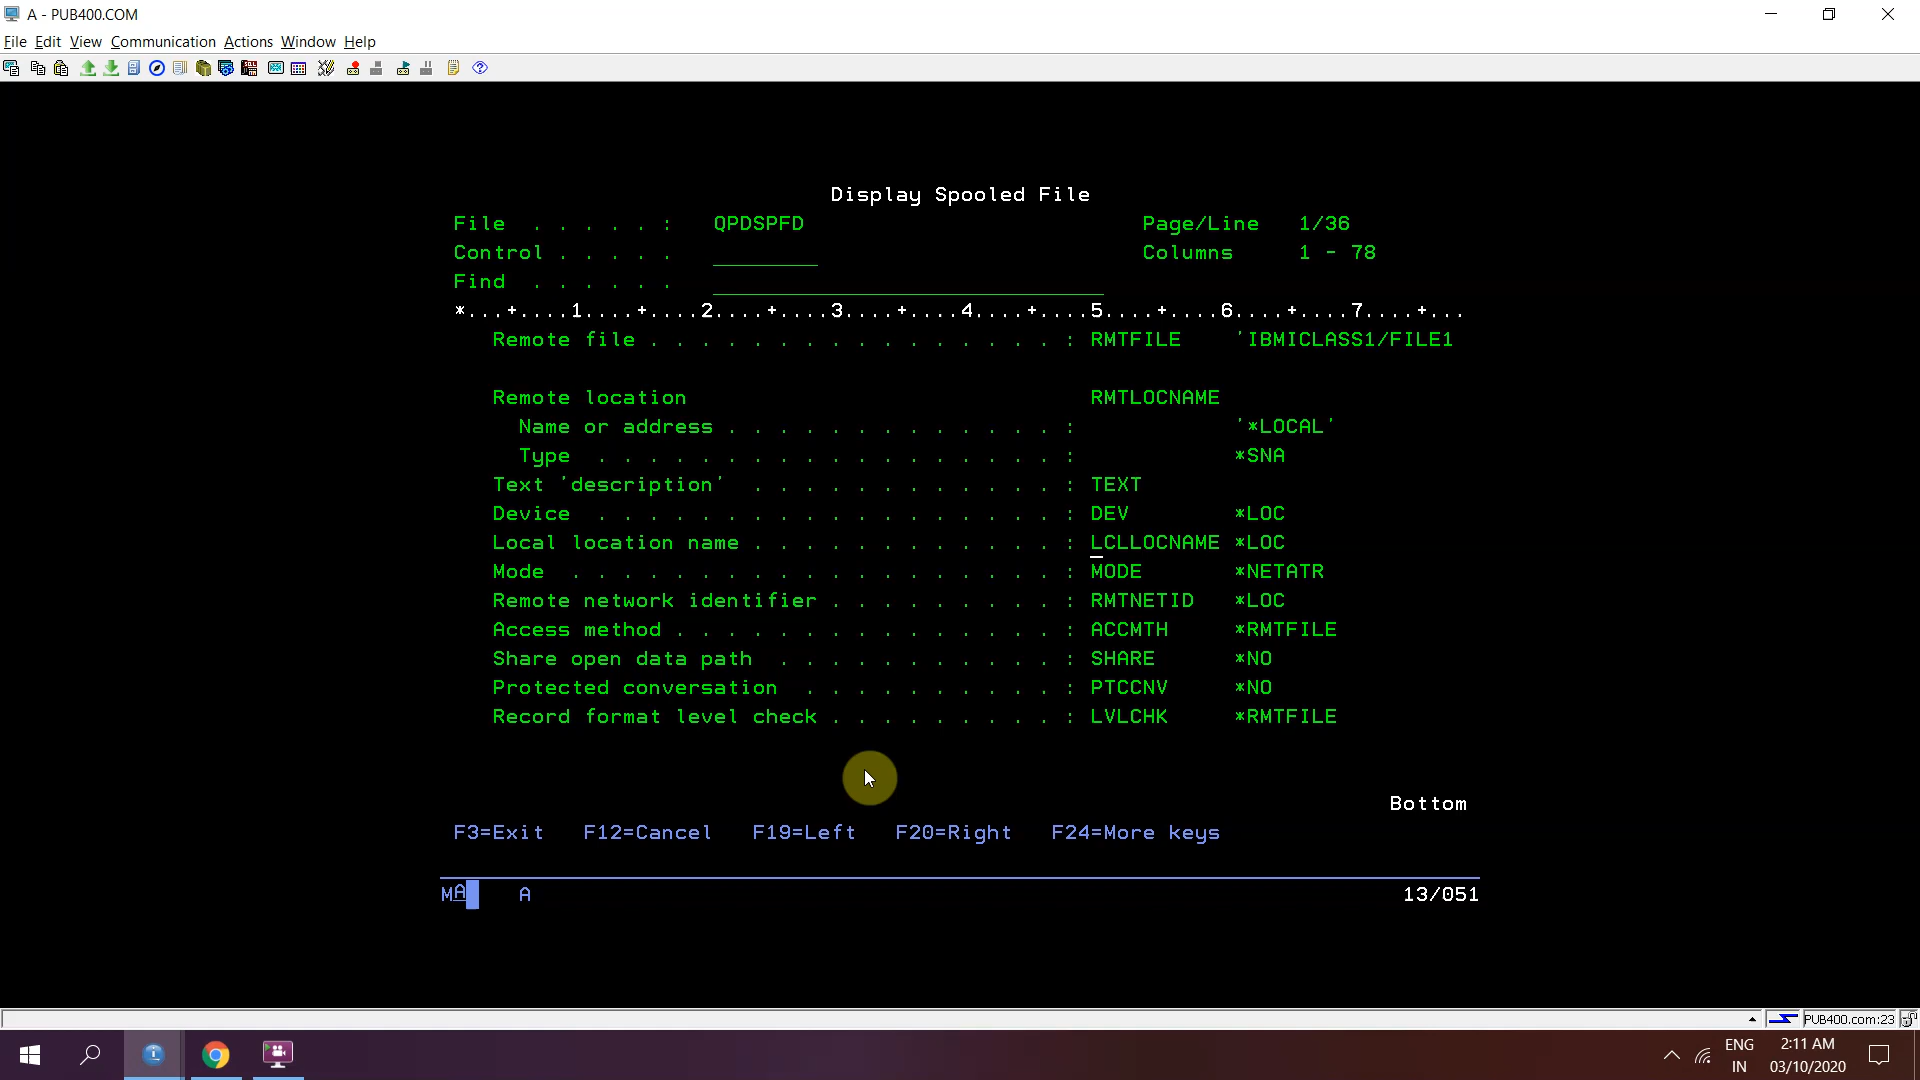 A - PUB400.COM
File Edit View Communication Actions Window Help
Display Spooled File
File . . . . . : QPDSPFD Page/Line 1/36
Control . . . . . Columns 1 - 78
Find . . . . . .
*...+....1....+....2....+....3....+....4....+....5....+....6....+....7....+...
Remote file . . . . . . . . . . . . . . . . . : RMTFILE 'IBMICLASS1/FILE1
Remote location RMTLOCNAME
Name or address . . . . . . . . . . . . . . : '*LOCAL'
Type . . . . . . . . . . . . . . . . . . . : *SNA
Text 'description' . . . . . . . . . . . . . : TEXT
Device . . . . . . . . . . . . . . . . . . . : DEV *LOC
Local location name . . . . . . . . . . . . . : LCLLOCNAME *LOC
Mode . . . . . . . . . . . . . . . . . . . . : MODE *NETATR
Remote network identifier . . . . . . . . . . : RMTNETID *LOC
Access method . . . . . . . . . . . . . . . . : ACCMTH *RMTFILE
Share open data path . . . . . . . . . . . . : SHARE *NO
Protected conversation . . . . . . . . . . . : PTCCNV *NO
Record format level check . . . . . . . . . . : LVLCHK *RMTFILE
Bottom
F3=Exit F12=Cancel F19=Left F20=Right F24=More keys
MA A 13/051
PUB400.com:23
ENG 2:11 AM
IN 03/10/2020